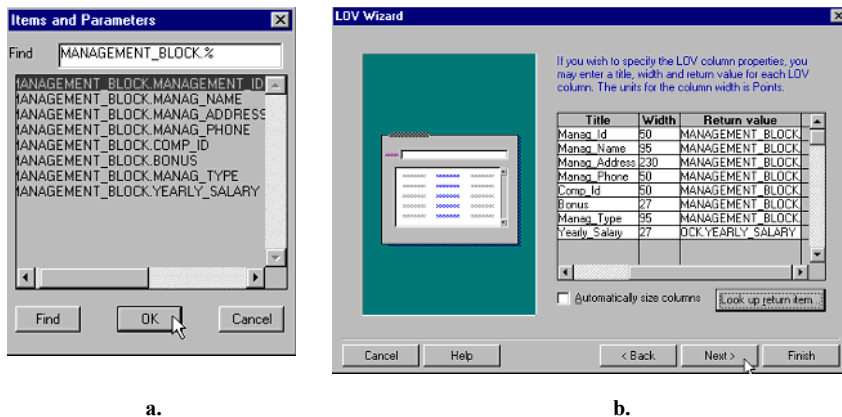 Items and Parameters
Find MANAGEMENT_BLOCK.%
MANAGEMENT_BLOCK.MANAGEMENT_ID
MANAGEMENT_BLOCK.MANAG_NAME
MANAGEMENT_BLOCK.MANAG_ADDRESS
MANAGEMENT_BLOCK.MANAG_PHONE
MANAGEMENT_BLOCK.COMP_ID
MANAGEMENT_BLOCK.BONUS
MANAGEMENT_BLOCK.MANAG_TYPE
MANAGEMENT_BLOCK.YEARLY_SALARY
Find OK Cancel
a.
LOV Wizard
If you wish to specify the LOV column properties, you
may enter a title, width and return value for each LOV
column. The units for the column width is Points.
Title Width Return value
Manag_Id 50 MANAGEMENT_BLOCK.
Manag_Name 95 MANAGEMENT_BLOCK.
Manag_Address 230 MANAGEMENT_BLOCK.
Manag_Phone 50 MANAGEMENT_BLOCK.
Comp_Id 50 MANAGEMENT_BLOCK.
Bonus 27 MANAGEMENT_BLOCK.
Manag_Type 95 MANAGEMENT_BLOCK.
Yearly_Salary 27 OCK.YEARLY_SALARY
Automatically size columns Look up return item...
Cancel Help < Back Next > Finish
b.